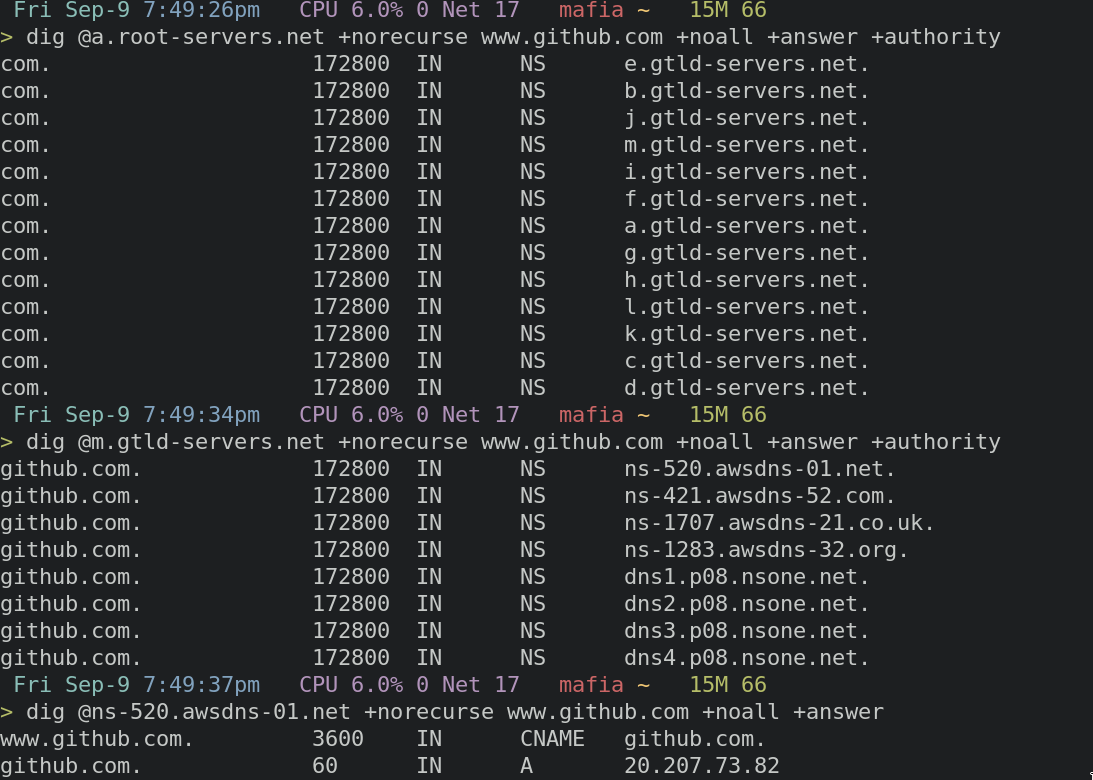 Fri Sep-9 7:49:26pm CPU 6.0% 0 Net 17 mafia ~ 15M 66
> dig @a.root-servers.net +norecurse www.github.com +noall +answer +authority
com. 172800 IN NS e.gtld-servers.net.
com. 172800 IN NS b.gtld-servers.net.
com. 172800 IN NS j.gtld-servers.net.
com. 172800 IN NS m.gtld-servers.net.
com. 172800 IN NS i.gtld-servers.net.
com. 172800 IN NS f.gtld-servers.net.
com. 172800 IN NS a.gtld-servers.net.
com. 172800 IN NS g.gtld-servers.net.
com. 172800 IN NS h.gtld-servers.net.
com. 172800 IN NS l.gtld-servers.net.
com. 172800 IN NS k.gtld-servers.net.
com. 172800 IN NS c.gtld-servers.net.
com. 172800 IN NS d.gtld-servers.net.
Fri Sep-9 7:49:34pm CPU 6.0% 0 Net 17 mafia ~ 15M 66
> dig @m.gtld-servers.net +norecurse www.github.com +noall +answer +authority
github.com. 172800 IN NS ns-520.awsdns-01.net.
github.com. 172800 IN NS ns-421.awsdns-52.com.
github.com. 172800 IN NS ns-1707.awsdns-21.co.uk.
github.com. 172800 IN NS ns-1283.awsdns-32.org.
github.com. 172800 IN NS dns1.p08.nsone.net.
github.com. 172800 IN NS dns2.p08.nsone.net.
github.com. 172800 IN NS dns3.p08.nsone.net.
github.com. 172800 IN NS dns4.p08.nsone.net.
Fri Sep-9 7:49:37pm CPU 6.0% 0 Net 17 mafia ~ 15M 66
> dig @ns-520.awsdns-01.net +norecurse www.github.com +noall +answer
www.github.com. 3600 IN CNAME github.com.
github.com. 60 IN A 20.207.73.82